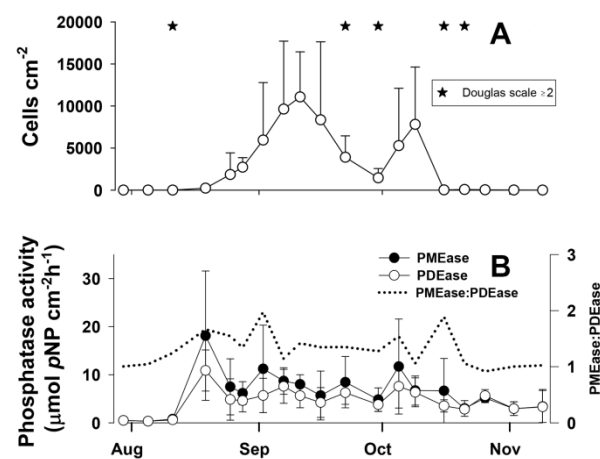 A
20000
15000
10000
5000
0
Cells cm⁻²
★ Douglas scale ≥2
B
Phosphatase activity
(µmol pNP cm⁻²h⁻¹)
30
20
10
0
PMEase
PDEase
PMEase:PDEase
3
2
1
0
PMEase:PDEase
Aug Sep Oct Nov